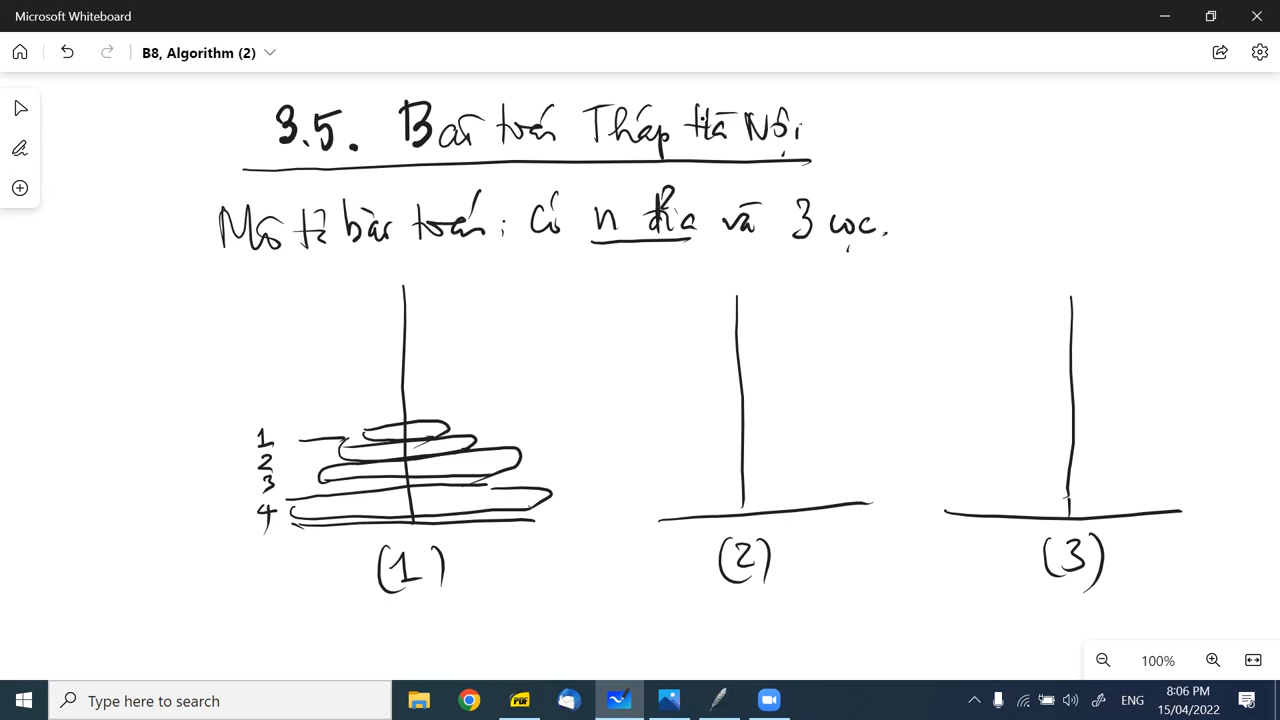 Microsoft Whiteboard
B8, Algorithm (2)
3.5. Bài toán Tháp Hà Nội
Mô tả bài toán: Có n đĩa và 3 cọc.
1
2
3
4
(1) (2) (3)
100%
Type here to search
PDF
ENG
8:06 PM
15/04/2022